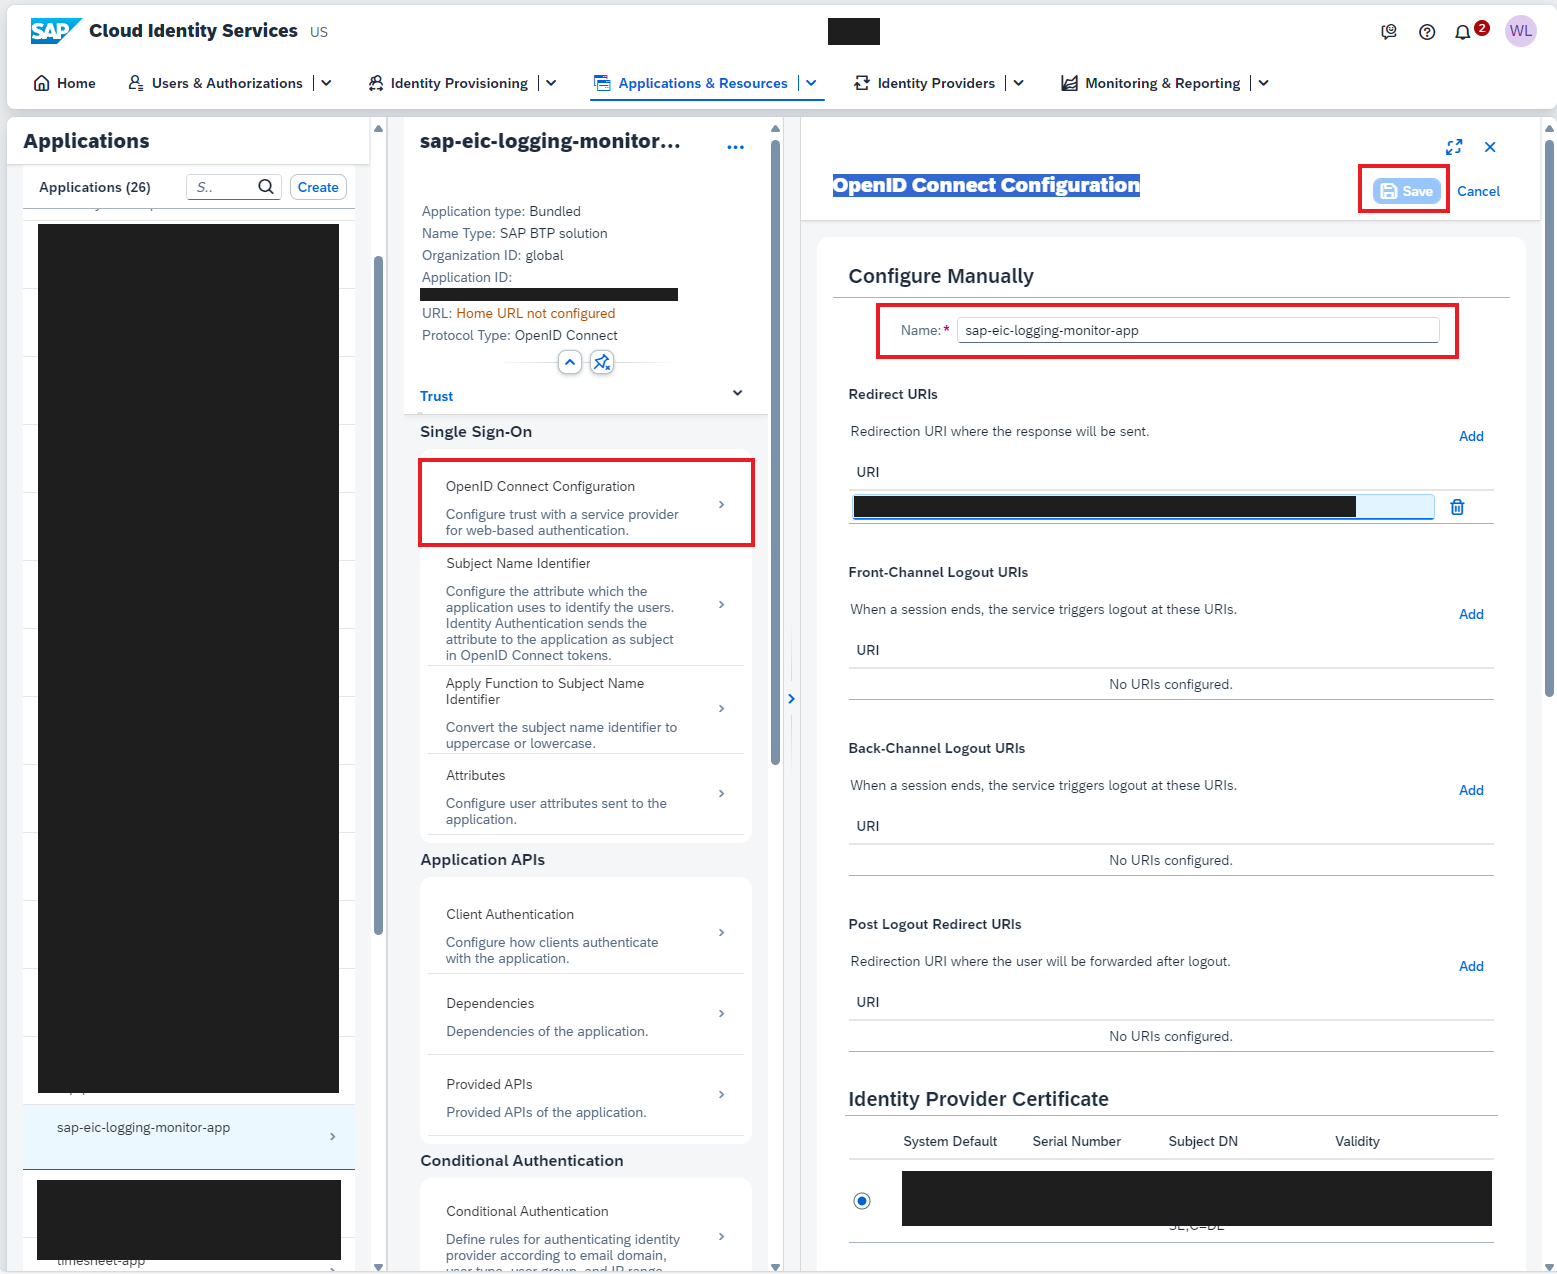 SAP Cloud Identity Services US
2
WL
Home
Users & Authorizations
Identity Provisioning
Applications & Resources
Identity Providers
Monitoring & Reporting
Applications
Applications (26)
S..
Create
sap-eic-logging-monitor-app
timesheet-app
sap-eic-logging-monitor...
Application type: Bundled
Name Type: SAP BTP solution
Organization ID: global
Application ID:
URL: Home URL not configured
Protocol Type: OpenID Connect
Trust
Single Sign-On
OpenID Connect Configuration
Configure trust with a service provider
for web-based authentication.
Subject Name Identifier
Configure the attribute which the
application uses to identify the users.
Identity Authentication sends the
attribute to the application as subject
in OpenID Connect tokens.
Apply Function to Subject Name
Identifier
Convert the subject name identifier to
uppercase or lowercase.
Attributes
Configure user attributes sent to the
application.
Application APIs
Client Authentication
Configure how clients authenticate
with the application.
Dependencies
Dependencies of the application.
Provided APIs
Provided APIs of the application.
Conditional Authentication
Conditional Authentication
Define rules for authenticating identity
provider according to email domain,
user type, user group, and IP range
OpenID Connect Configuration
Save
Cancel
Configure Manually
Name:* sap-eic-logging-monitor-app
Redirect URIs
Redirection URI where the response will be sent.
Add
URI
Front-Channel Logout URIs
When a session ends, the service triggers logout at these URIs.
Add
URI
No URIs configured.
Back-Channel Logout URIs
When a session ends, the service triggers logout at these URIs.
Add
URI
No URIs configured.
Post Logout Redirect URIs
Redirection URI where the user will be forwarded after logout.
Add
URI
No URIs configured.
Identity Provider Certificate
System Default Serial Number Subject DN Validity
SE,C=DE